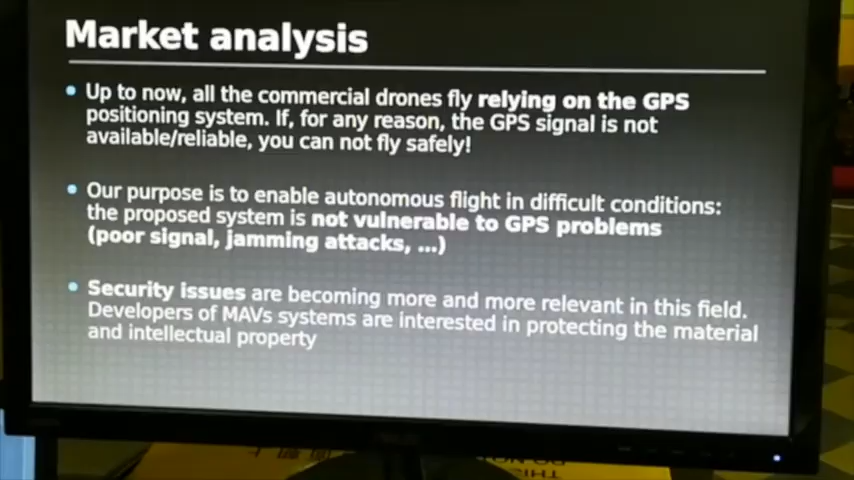 Market analysis
Up to now, all the commercial drones fly relying on the GPS
positioning system. If, for any reason, the GPS signal is not
available/reliable, you can not fly safely!
Our purpose is to enable autonomous flight in difficult conditions:
the proposed system is not vulnerable to GPS problems
(poor signal, jamming attacks, ...)
Security issues are becoming more and more relevant in this field.
Developers of MAVs systems are interested in protecting the material
and intellectual property